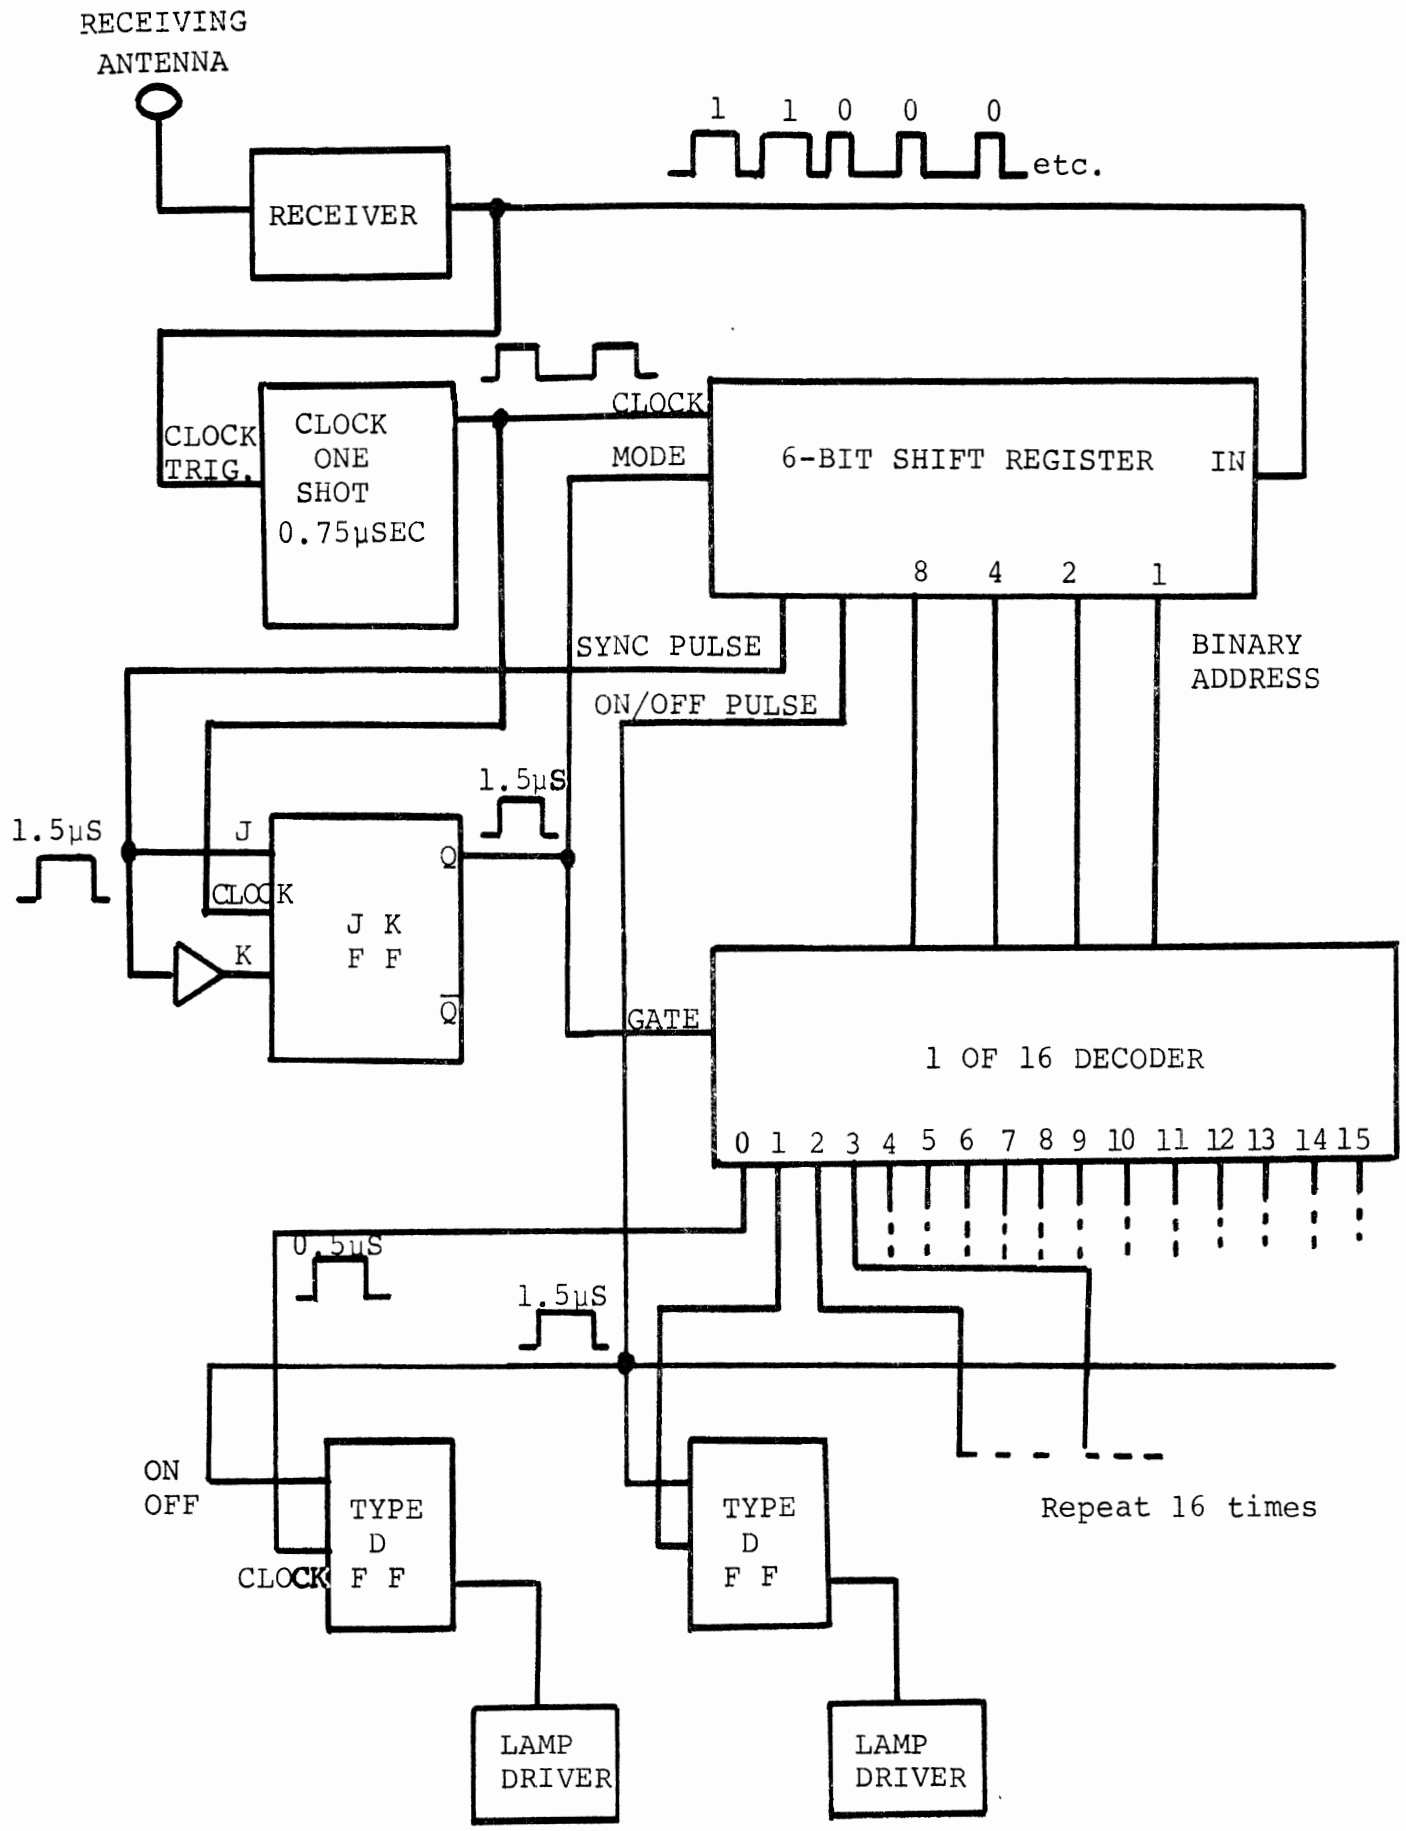 RECEIVING
ANTENNA
1 1 0 0 0
etc.
RECEIVER
CLOCK
TRIG.
CLOCK
ONE
SHOT
0.75µSEC
CLOCK
MODE
6-BIT SHIFT REGISTER
IN
8 4 2 1
SYNC PULSE
ON/OFF PULSE
BINARY
ADDRESS
1.5µS
1.5µS
J
CLOCK
K
J K
F F
Q
Q̅
GATE
1 OF 16 DECODER
0 1 2 3 4 5 6 7 8 9 10 11 12 13 14 15
0.5µS
1.5µS
ON
OFF
CLOCK
TYPE
D
F F
TYPE
D
F F
Repeat 16 times
LAMP
DRIVER
LAMP
DRIVER